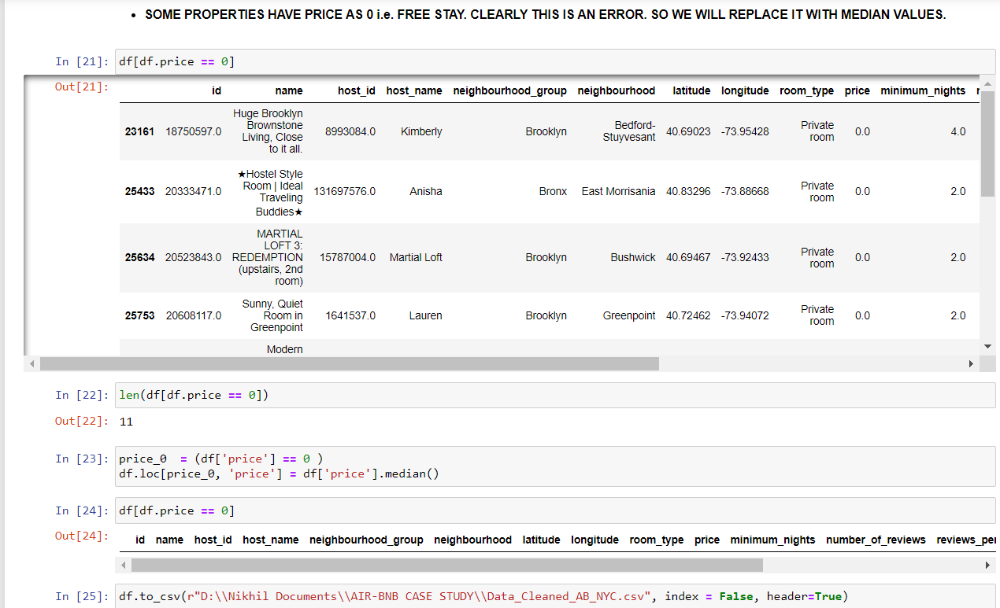 • SOME PROPERTIES HAVE PRICE AS 0 i.e. FREE STAY. CLEARLY THIS IS AN ERROR. SO WE WILL REPLACE IT WITH MEDIAN VALUES.
In [21]: df[df.price == 0]
Out[21]:
id name host_id host_name neighbourhood_group neighbourhood latitude longitude room_type price minimum_nights
23161 18750597.0 Huge Brooklyn Brownstone Living, Close to it all. 8993084.0 Kimberly Brooklyn Bedford-Stuyvesant 40.69023 -73.95428 Private room 0.0 4.0
25433 20333471.0 ★Hostel Style Room | Ideal Traveling Buddies★ 131697576.0 Anisha Bronx East Morrisania 40.83296 -73.88668 Private room 0.0 2.0
25634 20523843.0 MARTIAL LOFT 3: REDEMPTION (upstairs, 2nd room) 15787004.0 Martial Loft Brooklyn Bushwick 40.69467 -73.92433 Private room 0.0 2.0
25753 20608117.0 Sunny, Quiet Room in Greenpoint 1641537.0 Lauren Brooklyn Greenpoint 40.72462 -73.94072 Private room 0.0 2.0
Modern
In [22]: len(df[df.price == 0])
Out[22]: 11
In [23]: price_0  = (df['price'] == 0 )
df.loc[price_0, 'price'] = df['price'].median()
In [24]: df[df.price == 0]
Out[24]:
id name host_id host_name neighbourhood_group neighbourhood latitude longitude room_type price minimum_nights number_of_reviews reviews_per
In [25]: df.to_csv(r"D:\\Nikhil Documents\\AIR-BNB CASE STUDY\\Data_Cleaned_AB_NYC.csv", index = False, header=True)